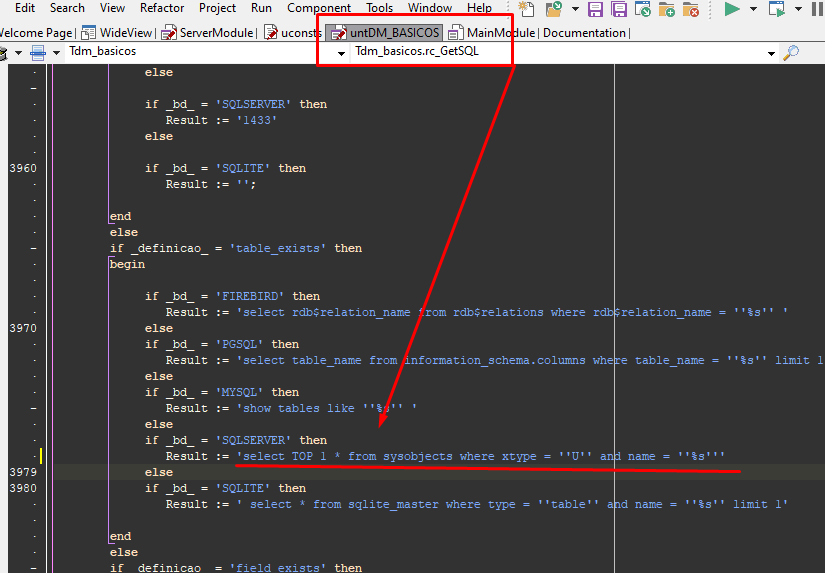 Edit Search View Refactor Project Run Component Tools Window Help
elcome Page WideView ServerModule uconsts untDM_BASICOS MainModule Documentation
Tdm_basicos Tdm_basicos.rc_GetSQL
else
if _bd_ = 'SQLSERVER' then
Result := '1433'
else
3960 if _bd_ = 'SQLITE' then
Result := '';
end
else
if _definicao_ = 'table_exists' then
begin
if _bd_ = 'FIREBIRD' then
Result := 'select rdb$relation_name from rdb$relations where rdb$relation_name = ''%s'' '
3970 else
if _bd_ = 'PGSQL' then
Result := 'select table_name from information_schema.columns where table_name = ''%s'' limit 1
else
if _bd_ = 'MYSQL' then
Result := 'show tables like ''%s'' '
else
if _bd_ = 'SQLSERVER' then
Result := 'select TOP 1 * from sysobjects where xtype = ''U'' and name = ''%s'''
3979 else
3980 if _bd_ = 'SQLITE' then
Result := ' select * from sqlite_master where type = ''table'' and name = ''%s'' limit 1'
end
else
if _definicao_ = 'field_exists' then